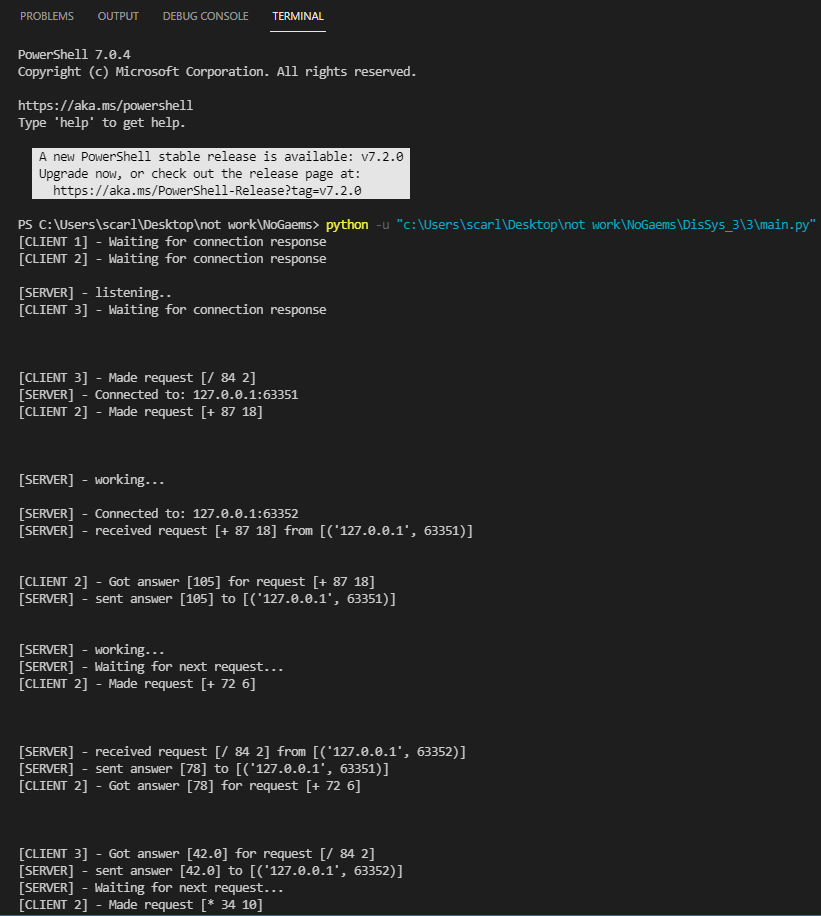 PROBLEMS OUTPUT DEBUG CONSOLE TERMINAL
PowerShell 7.0.4
Copyright (c) Microsoft Corporation. All rights reserved.
https://aka.ms/powershell
Type 'help' to get help.
A new PowerShell stable release is available: v7.2.0
Upgrade now, or check out the release page at:
https://aka.ms/PowerShell-Release?tag=v7.2.0
PS C:\Users\scarl\Desktop\not work\NoGaems> python -u "c:\Users\scarl\Desktop\not work\NoGaems\DisSys_3\3\main.py"
[CLIENT 1] - Waiting for connection response
[CLIENT 2] - Waiting for connection response
[SERVER] - listening..
[CLIENT 3] - Waiting for connection response
[CLIENT 3] - Made request [/ 84 2]
[SERVER] - Connected to: 127.0.0.1:63351
[CLIENT 2] - Made request [+ 87 18]
[SERVER] - working...
[SERVER] - Connected to: 127.0.0.1:63352
[SERVER] - received request [+ 87 18] from [('127.0.0.1', 63351)]
[CLIENT 2] - Got answer [105] for request [+ 87 18]
[SERVER] - sent answer [105] to [('127.0.0.1', 63351)]
[SERVER] - working...
[SERVER] - Waiting for next request...
[CLIENT 2] - Made request [+ 72 6]
[SERVER] - received request [/ 84 2] from [('127.0.0.1', 63352)]
[SERVER] - sent answer [78] to [('127.0.0.1', 63351)]
[CLIENT 2] - Got answer [78] for request [+ 72 6]
[CLIENT 3] - Got answer [42.0] for request [/ 84 2]
[SERVER] - sent answer [42.0] to [('127.0.0.1', 63352)]
[SERVER] - Waiting for next request...
[CLIENT 2] - Made request [* 34 10]